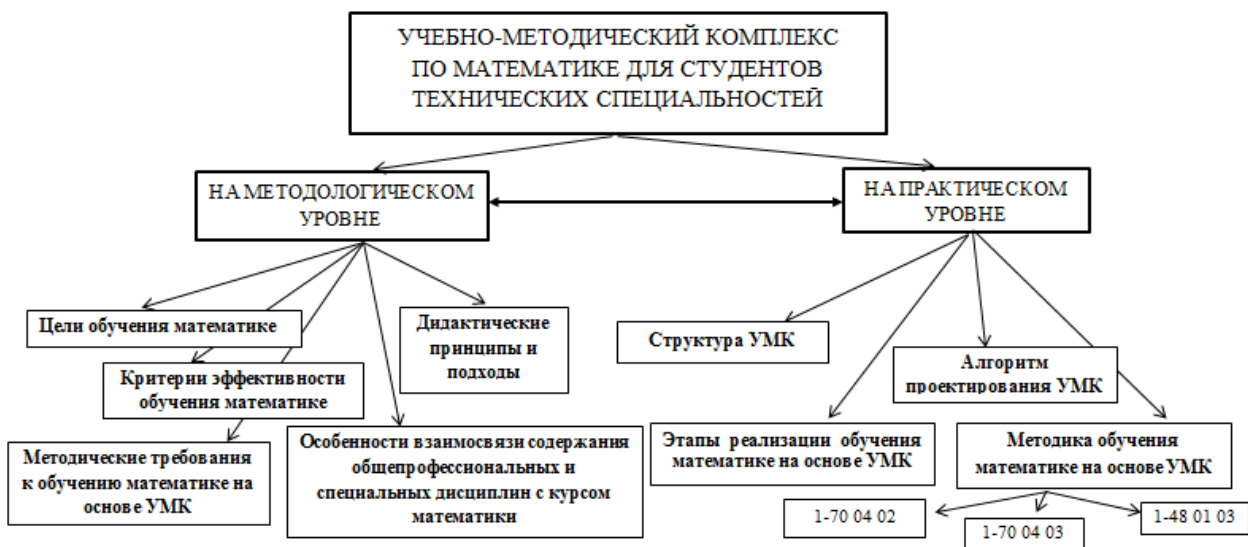 УЧЕБНО-МЕТОДИЧЕСКИЙ КОМПЛЕКС
ПО МАТЕМАТИКЕ ДЛЯ СТУДЕНТОВ
ТЕХНИЧЕСКИХ СПЕЦИАЛЬНОСТЕЙ
НА МЕТОДОЛОГИЧЕСКОМ
УРОВНЕ
НА ПРАКТИЧЕСКОМ
УРОВНЕ
Цели обучения математике
Критерии эффективности
обучения математике
Методические требования
к обучению математике на
основе УМК
Дидактические
принципы и
подходы
Особенности взаимосвязи содержания
общепрофессиональных и
специальных дисциплин с курсом
математики
Структура УМК
Алгоритм
проектирования УМК
Этапы реализации обучения
математике на основе УМК
Методика обучения
математике на основе УМК
1-70 04 02
1-70 04 03
1-48 01 03